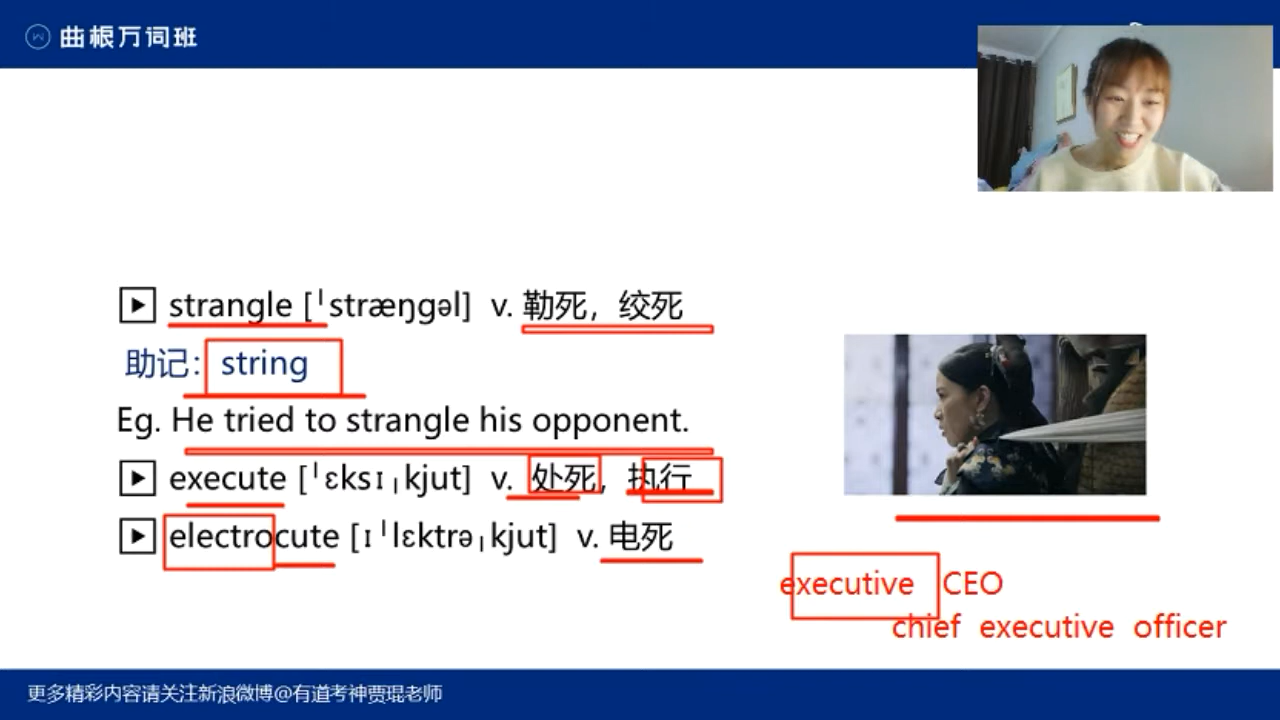 曲根万词班
strangle [ˈstræŋgəl] v. 勒死，绞死
助记： string
Eg. He tried to strangle his opponent.
execute [ˈɛksɪˌkjut] v. 处死，执行
electrocute [ɪˈlɛktrəˌkjut] v. 电死
executive CEO
chief executive officer
更多精彩内容请关注新浪微博@有道考神贾琨老师